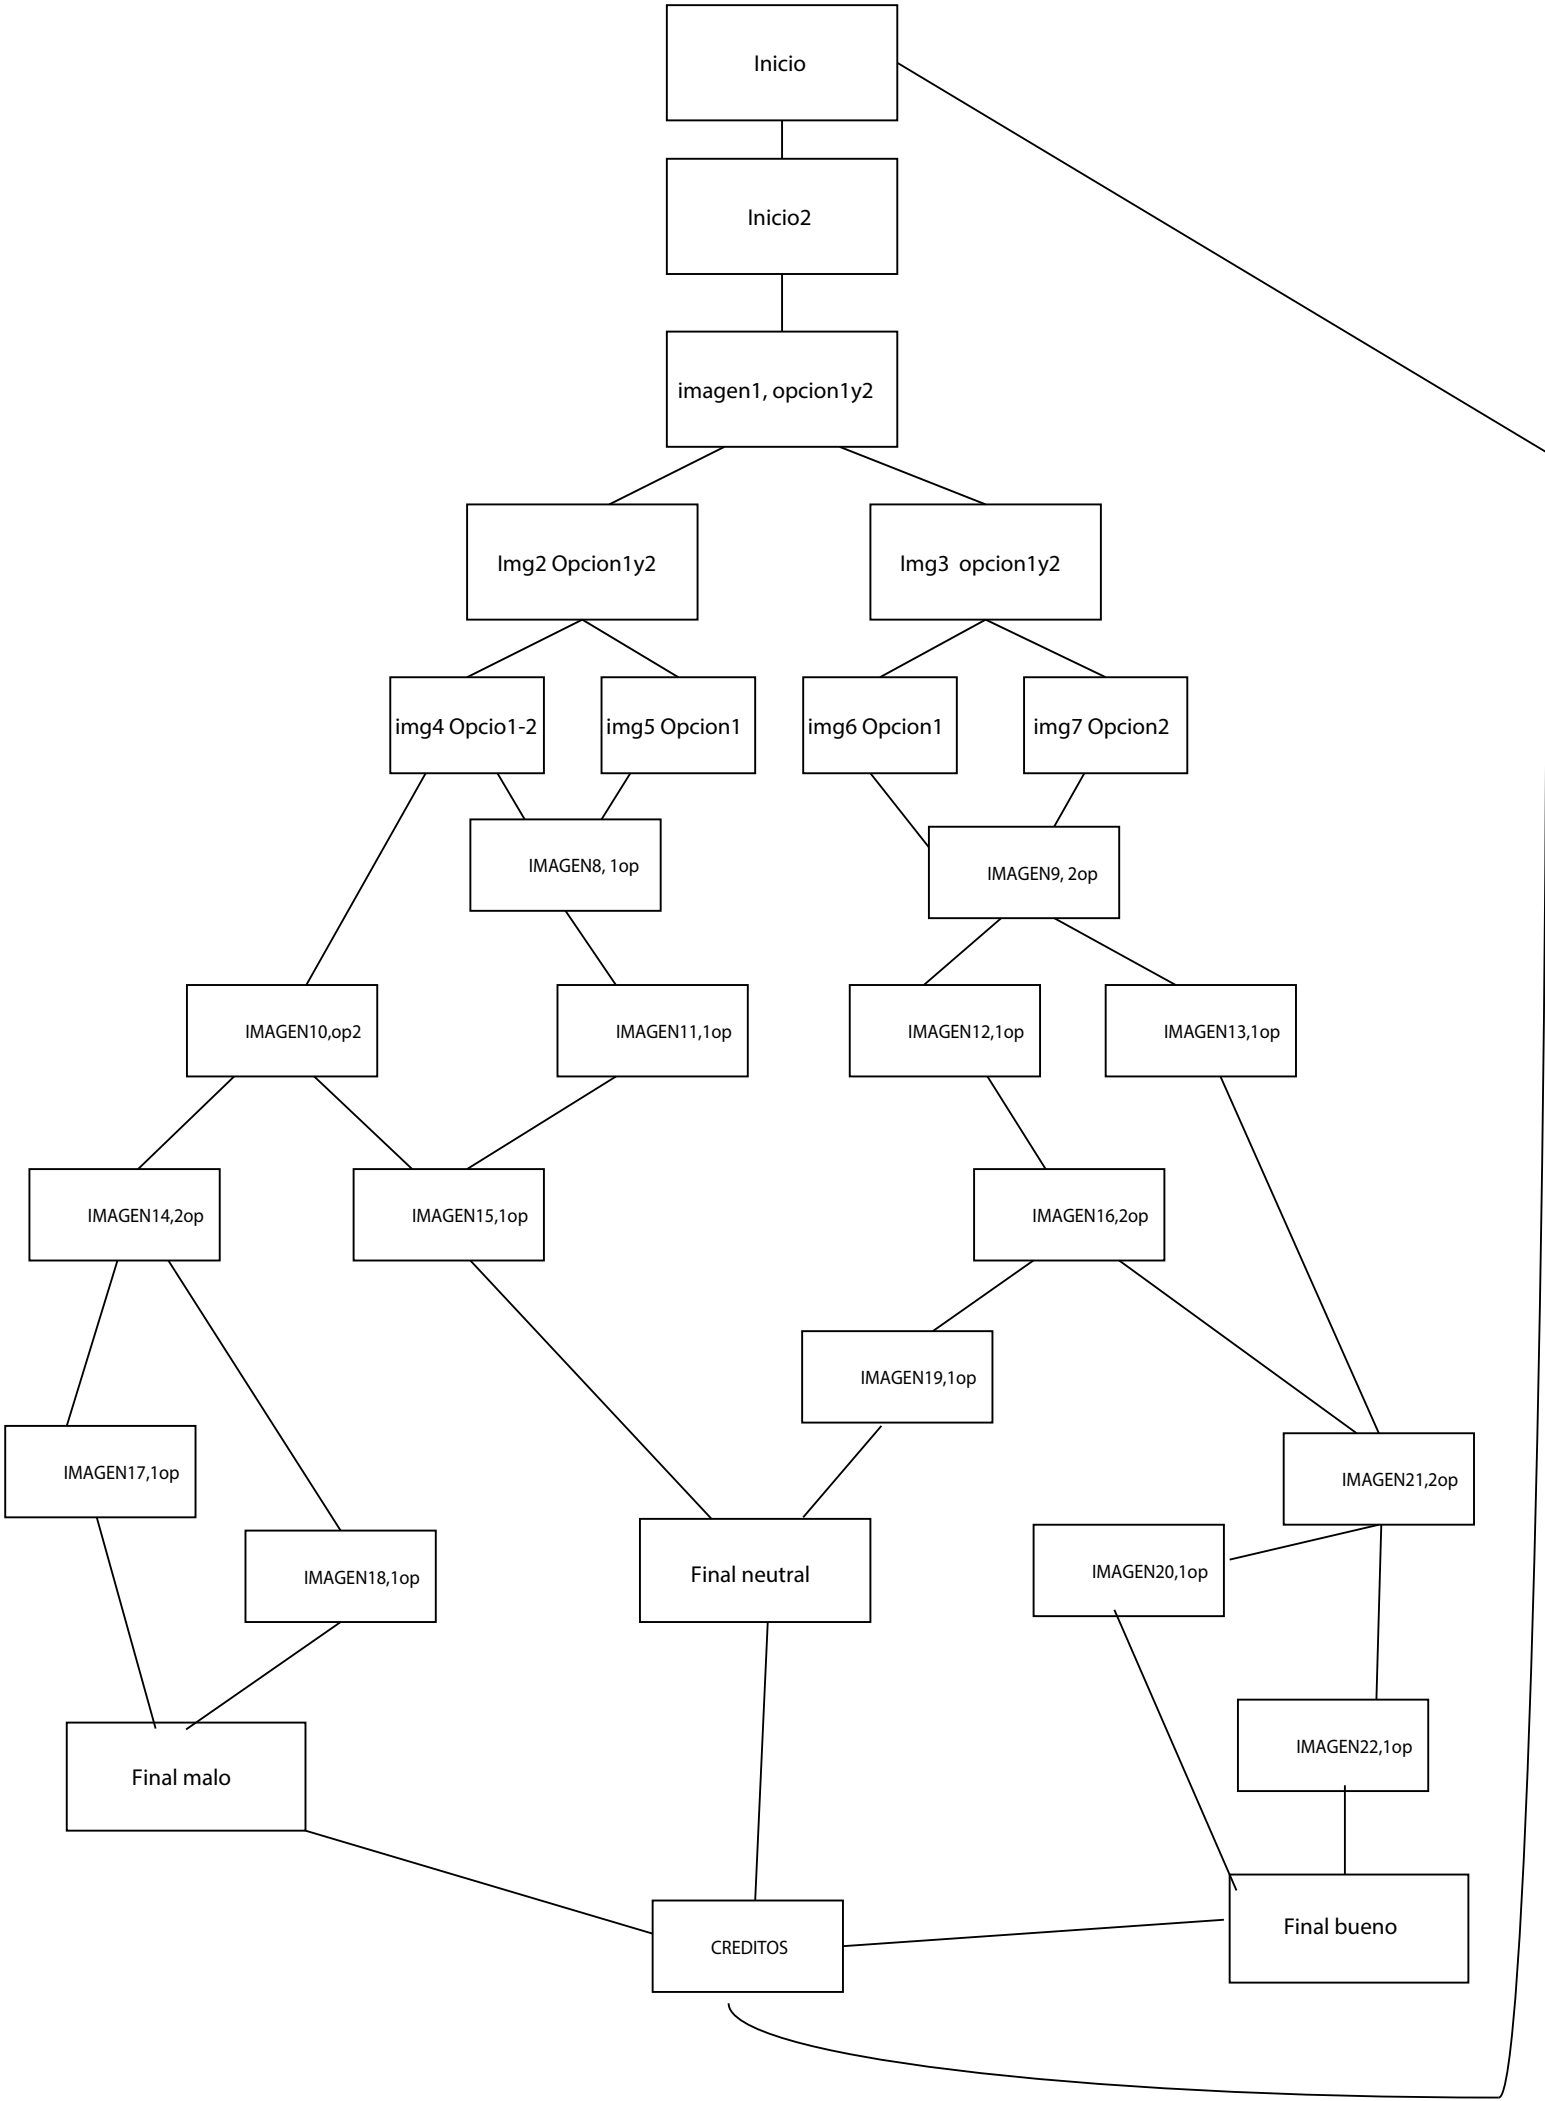 Inicio
Inicio2
imagen1, opcion1y2
Img2 Opcion1y2
Img3  opcion1y2
img4 Opcio1-2
img5 Opcion1
img6 Opcion1
img7 Opcion2
IMAGEN8, 1op
IMAGEN9, 2op
IMAGEN10,op2
IMAGEN11,1op
IMAGEN12,1op
IMAGEN13,1op
IMAGEN14,2op
IMAGEN15,1op
IMAGEN16,2op
IMAGEN19,1op
IMAGEN17,1op
IMAGEN21,2op
IMAGEN18,1op
Final neutral
IMAGEN20,1op
IMAGEN22,1op
Final malo
Final bueno
CREDITOS